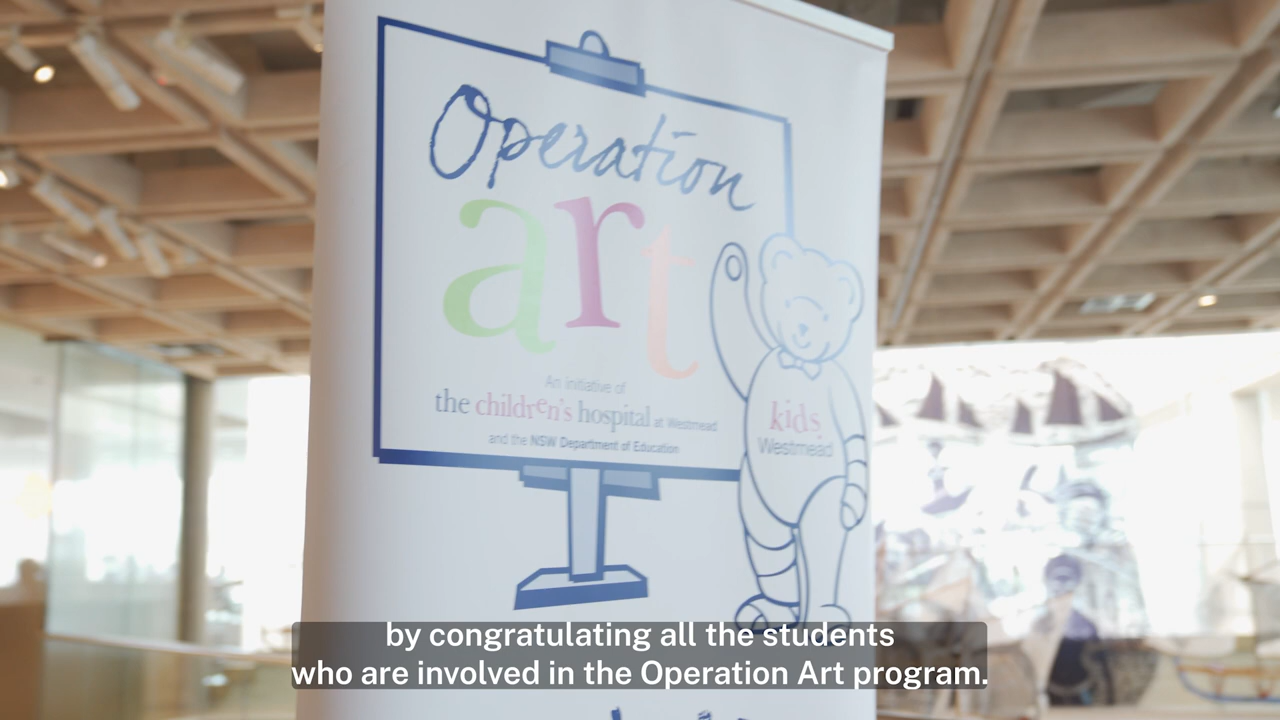 Operation
art
An initiative of
the children's hospital at Westmead
and the NSW Department of Education
kids
Westmead
by congratulating all the students
who are involved in the Operation Art program.